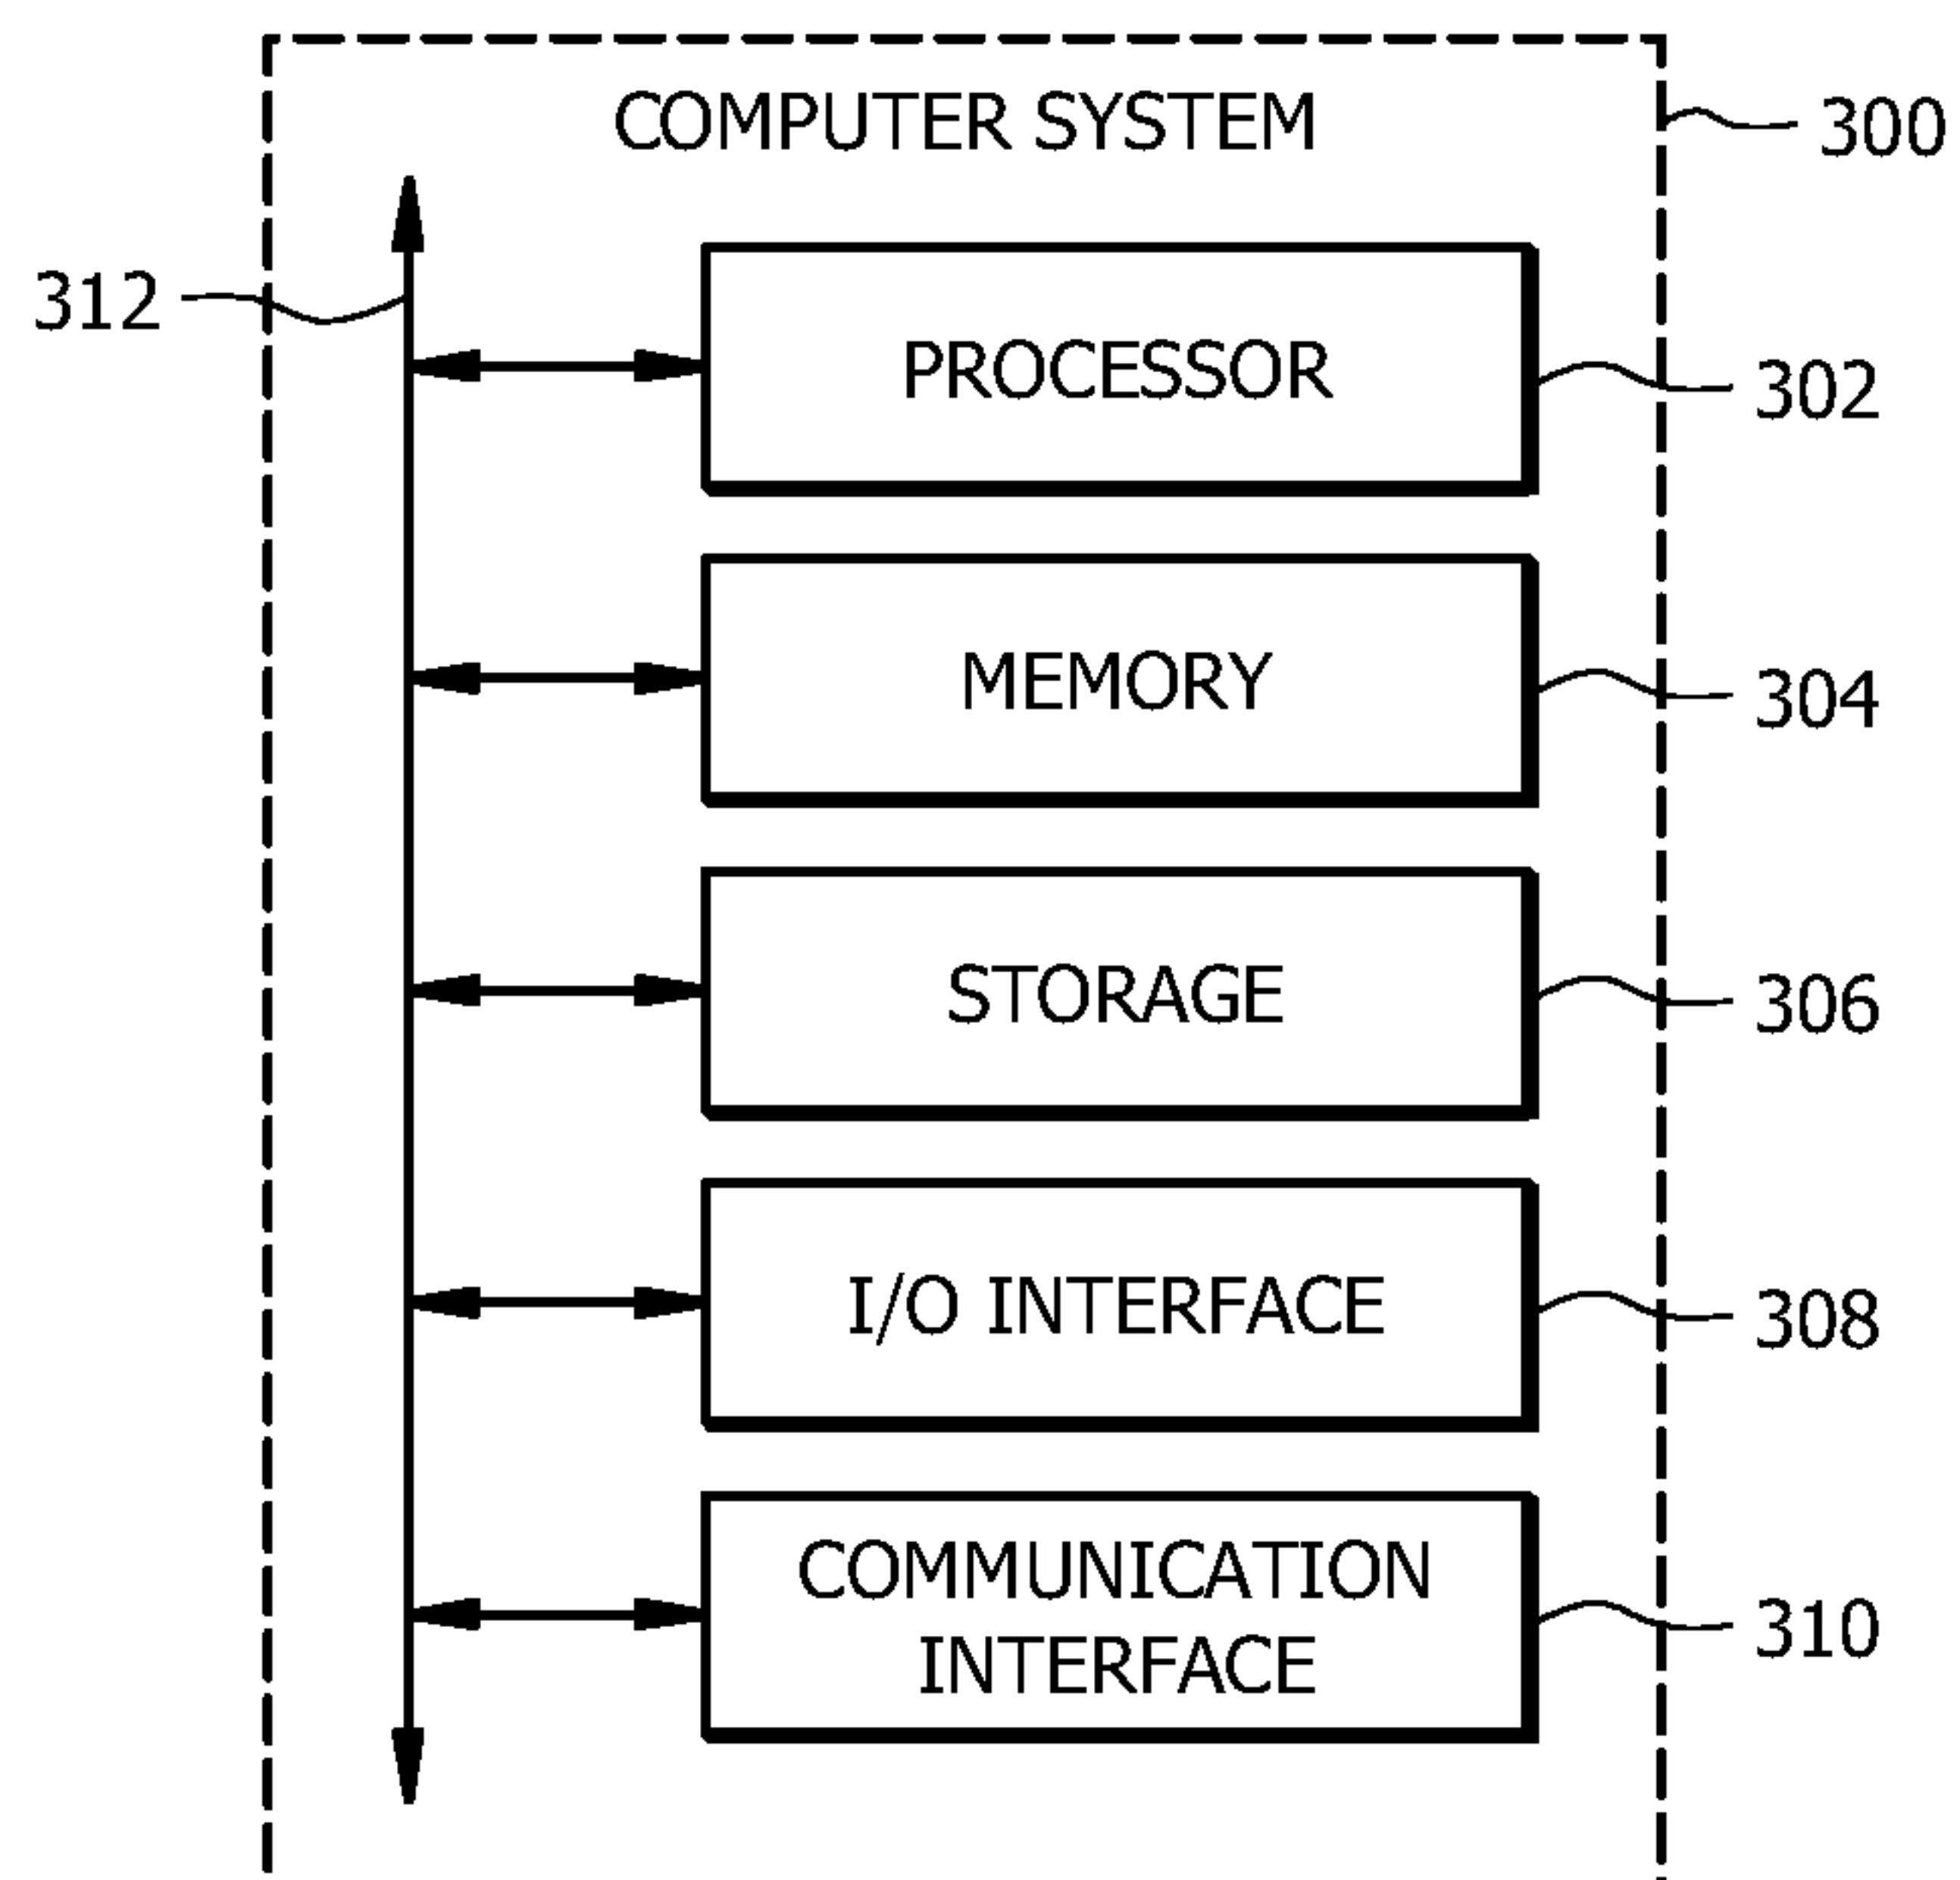 COMPUTER SYSTEM
300
312
PROCESSOR
302
MEMORY
304
STORAGE
306
I/O INTERFACE
308
COMMUNICATION
INTERFACE
310